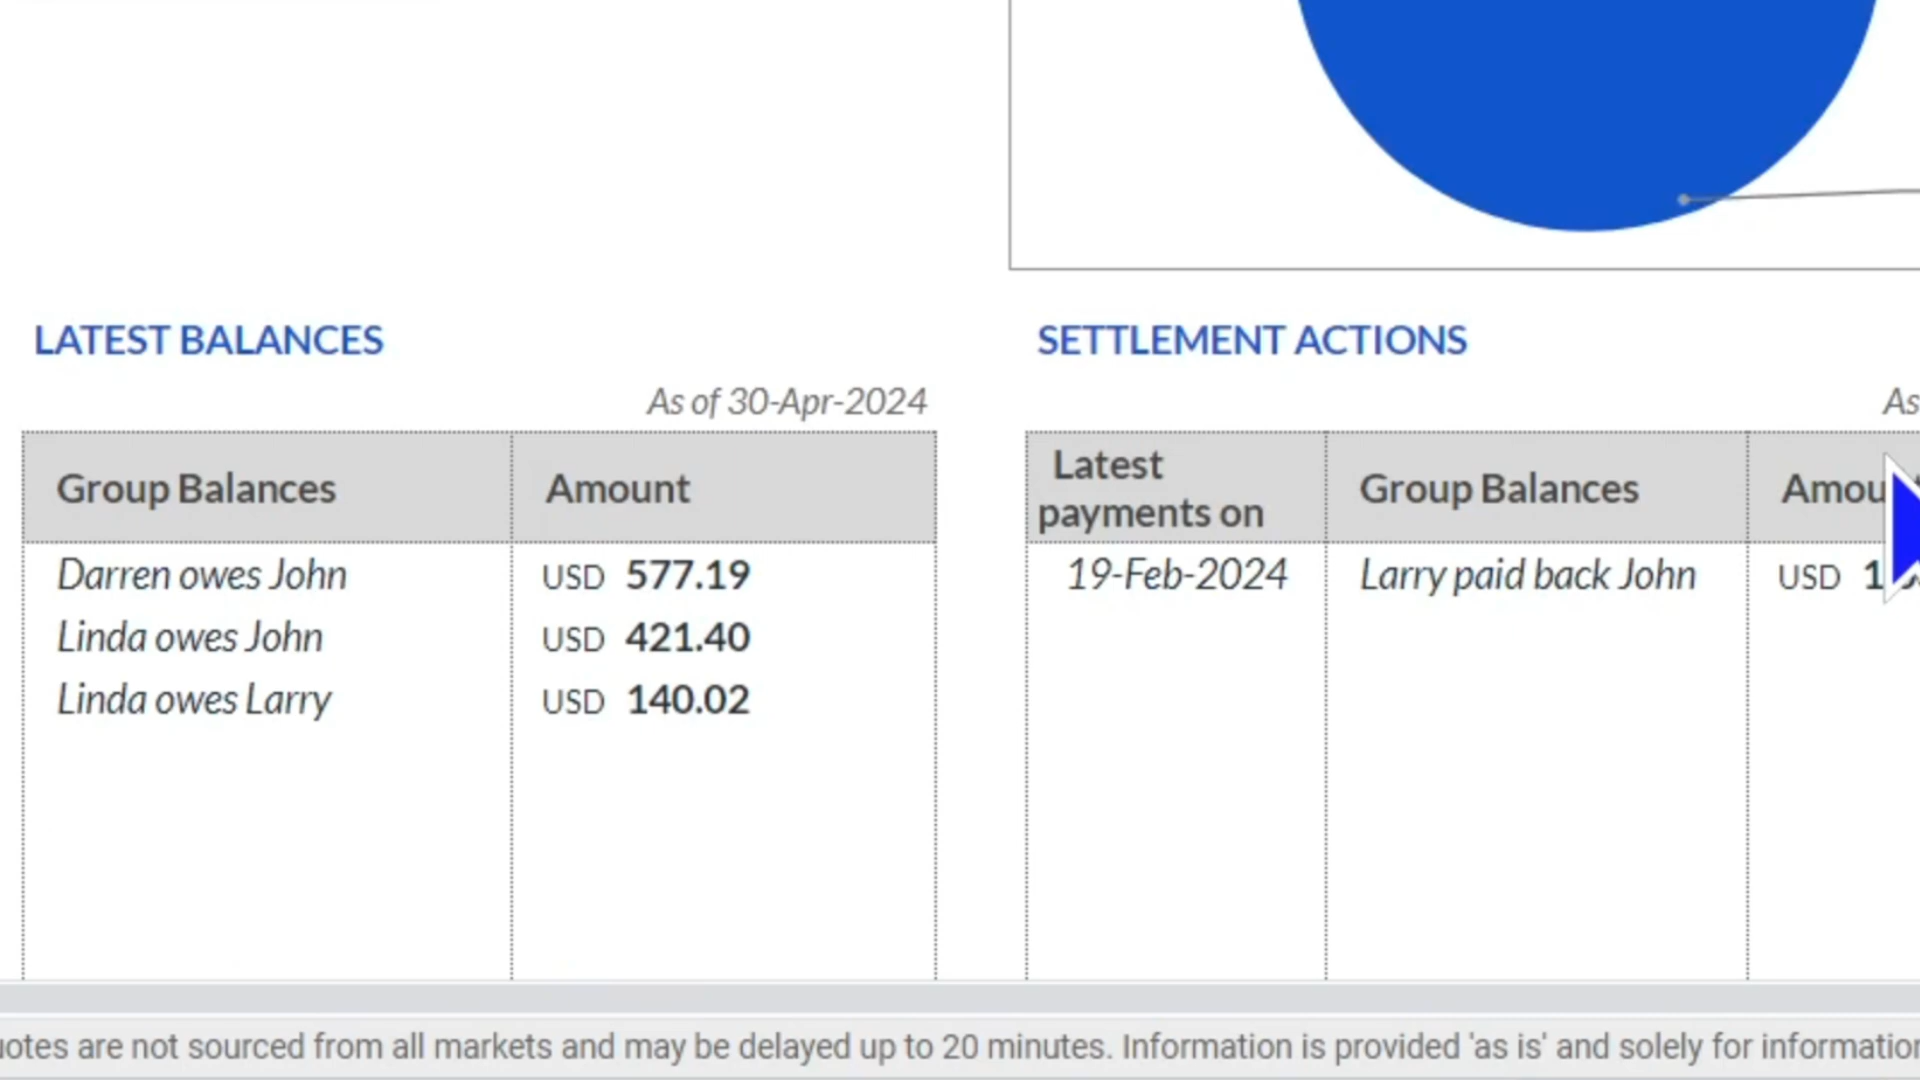 LATEST BALANCES
As of 30-Apr-2024
Group Balances Amount
Darren owes John USD 577.19
Linda owes John USD 421.40
Linda owes Larry USD 140.02
SETTLEMENT ACTIONS
As
Latest
payments on
Group Balances
19-Feb-2024 Larry paid back John USD
are not sourced from all markets and may be delayed up to 20 minutes. Information is provided 'as is' and solely for